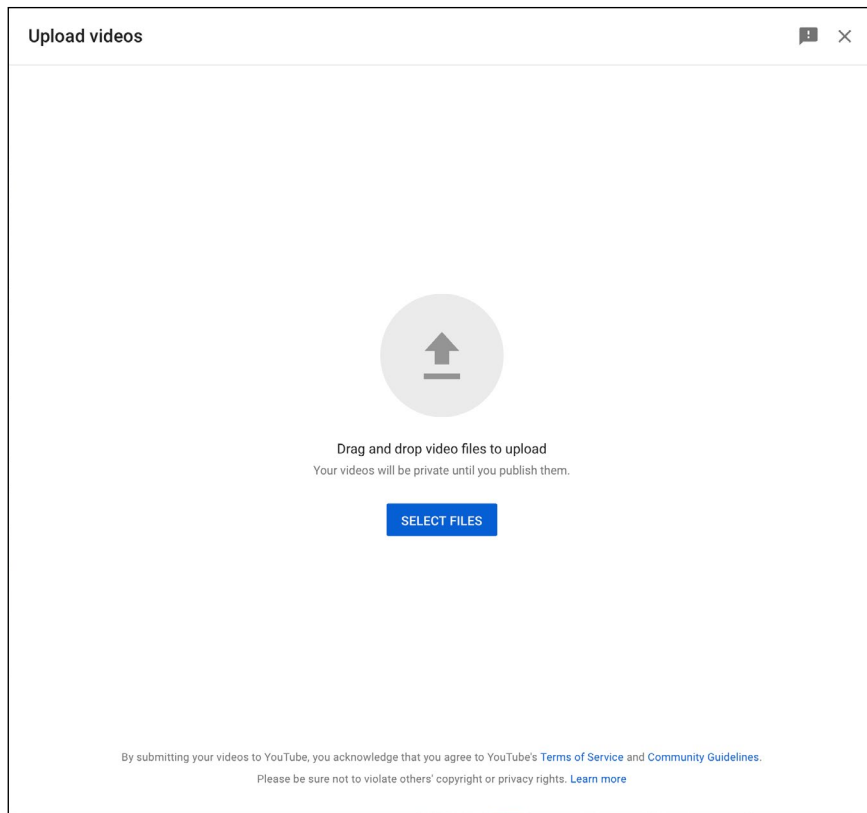 Upload videos
Drag and drop video files to upload
Your videos will be private until you publish them.
SELECT FILES
By submitting your videos to YouTube, you acknowledge that you agree to YouTube's Terms of Service and Community Guidelines.
Please be sure not to violate others' copyright or privacy rights. Learn more